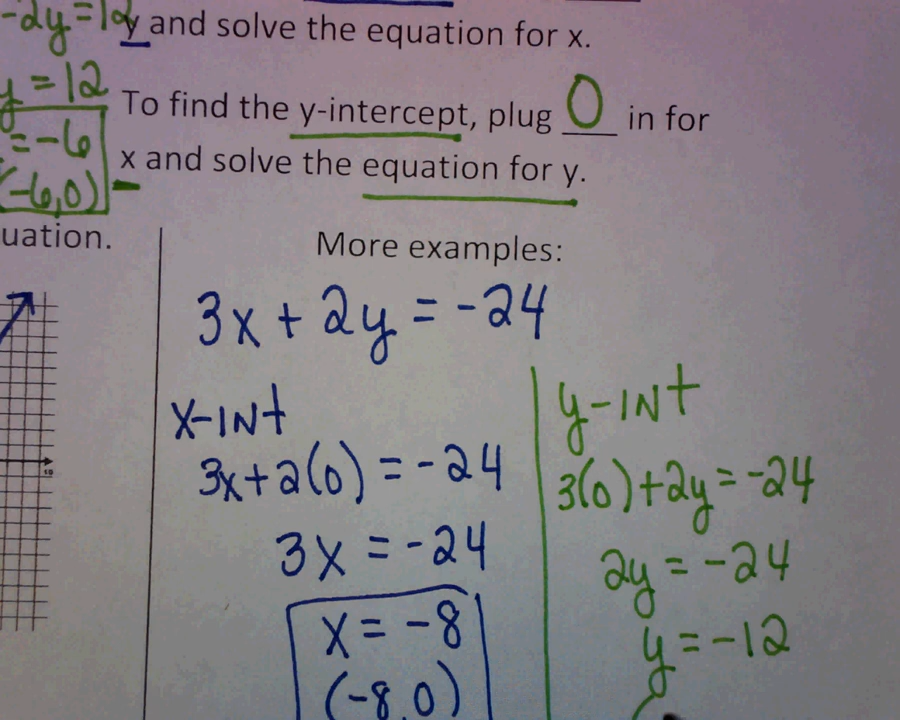 -2y=12
y and solve the equation for x.
y = 12
= -6
(-6,0)
To find the y-intercept, plug 0 in for
x and solve the equation for y.
uation.
More examples:
3x + 2y = -24
x-INt
3x+2(0) = -24
3x = -24
x = -8
(-8,0)
y-INt
3(0)+2y = -24
2y = -24
y = -12